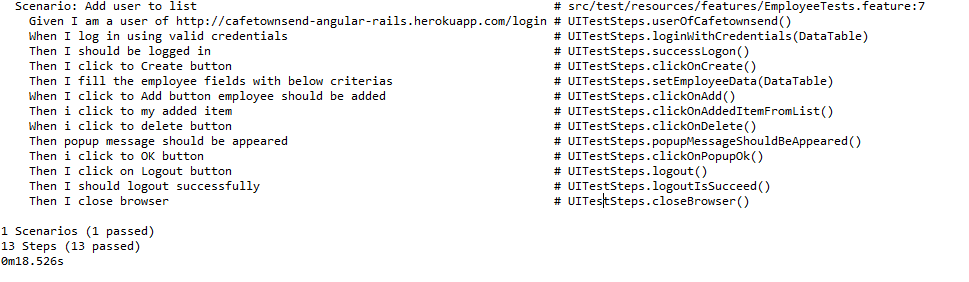 Scenario: Add user to list # src/test/resources/features/EmployeeTests.feature:7
Given I am a user of http://cafetownsend-angular-rails.herokuapp.com/login # UITestSteps.userOfCafetownsend()
When I log in using valid credentials # UITestSteps.loginWithCredentials(DataTable)
Then I should be logged in # UITestSteps.successLogon()
Then I click to Create button # UITestSteps.clickOnCreate()
Then I fill the employee fields with below criterias # UITestSteps.setEmployeeData(DataTable)
When I click to Add button employee should be added # UITestSteps.clickOnAdd()
Then i click to my added item # UITestSteps.clickOnAddedItemFromList()
When i click to delete button # UITestSteps.clickOnDelete()
Then popup message should be appeared # UITestSteps.popupMessageShouldBeAppeared()
Then i click to OK button # UITestSteps.clickOnPopupOk()
Then I click on Logout button # UITestSteps.logout()
Then I should logout successfully # UITestSteps.logoutIsSucceed()
Then I close browser # UITestSteps.closeBrowser()
1 Scenarios (1 passed)
13 Steps (13 passed)
0m18.526s